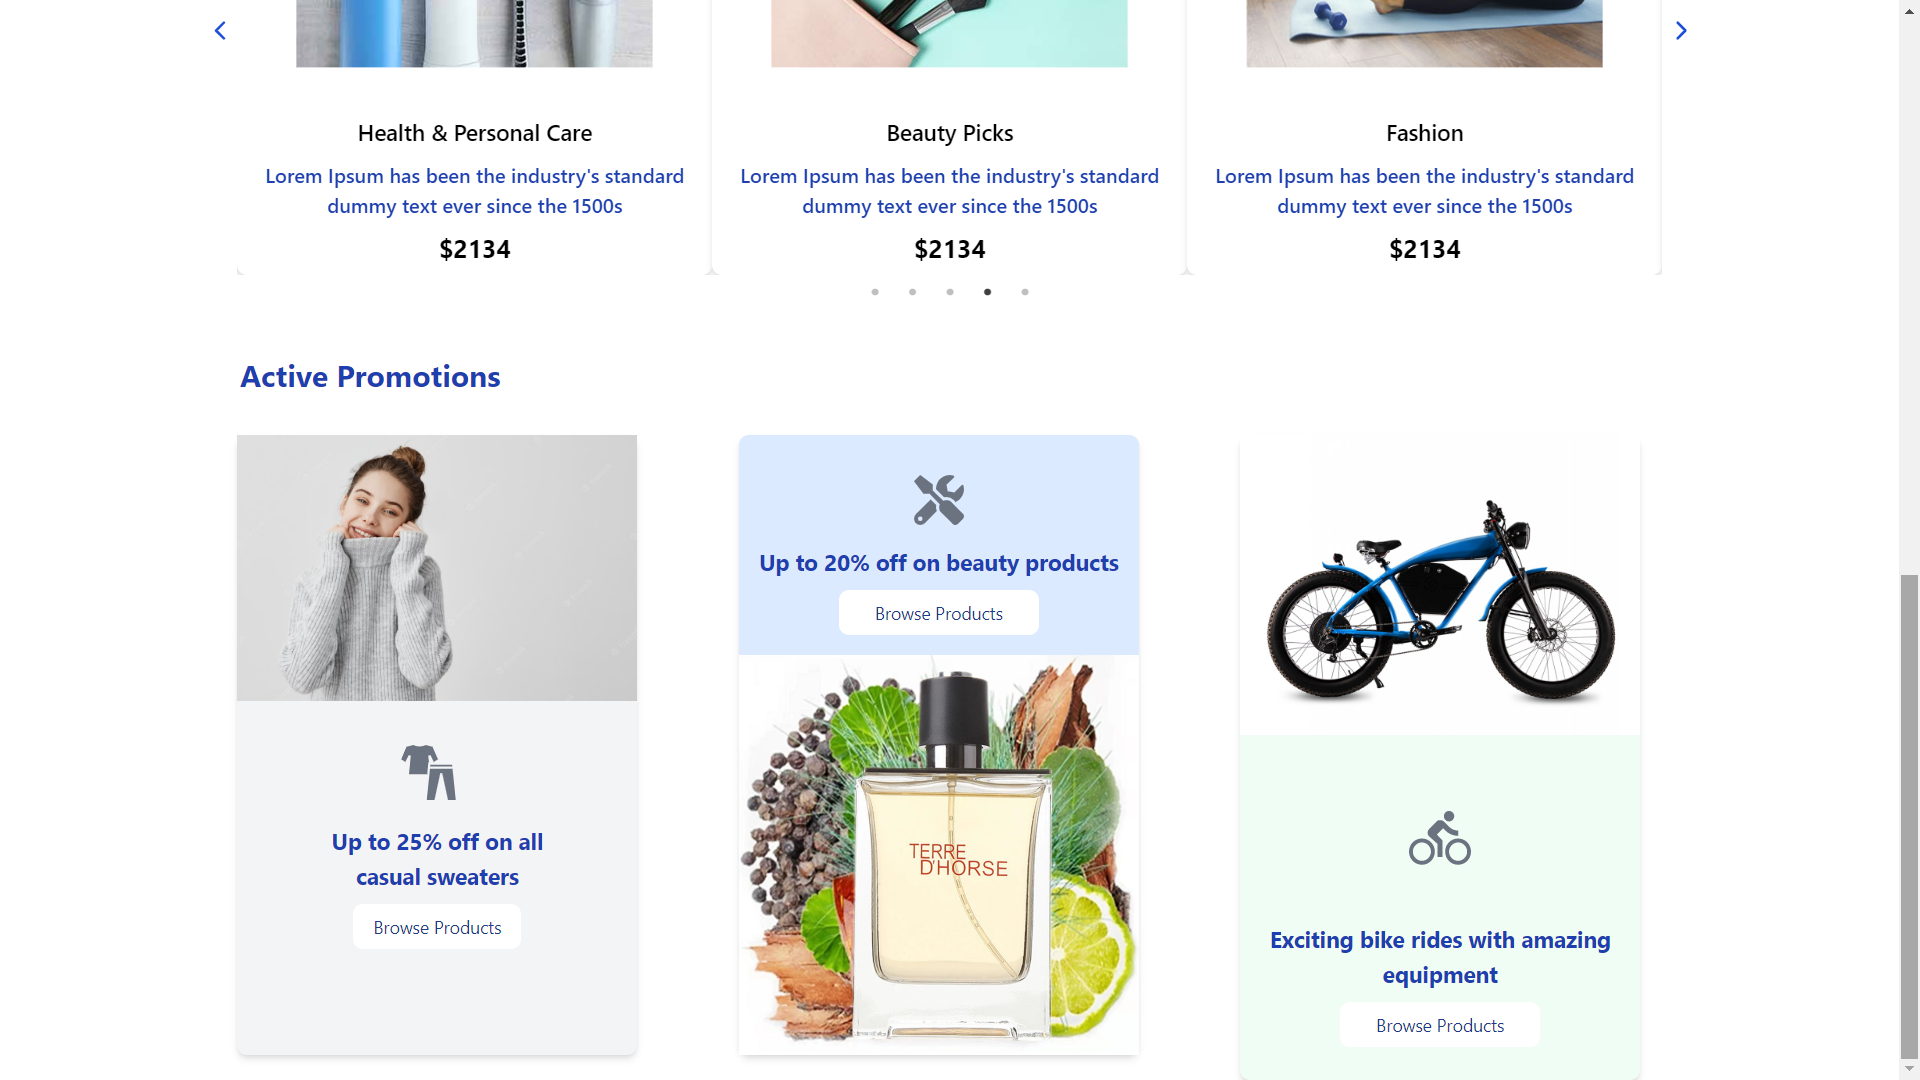 Health & Personal Care
Lorem Ipsum has been the industry's standard
dummy text ever since the 1500s
$2134
Beauty Picks
Lorem Ipsum has been the industry's standard
dummy text ever since the 1500s
$2134
Fashion
Lorem Ipsum has been the industry's standard
dummy text ever since the 1500s
$2134
Active Promotions
Up to 25% off on all
casual sweaters
Browse Products
Up to 20% off on beauty products
Browse Products
TERRE
D'HORSE
Exciting bike rides with amazing
equipment
Browse Products